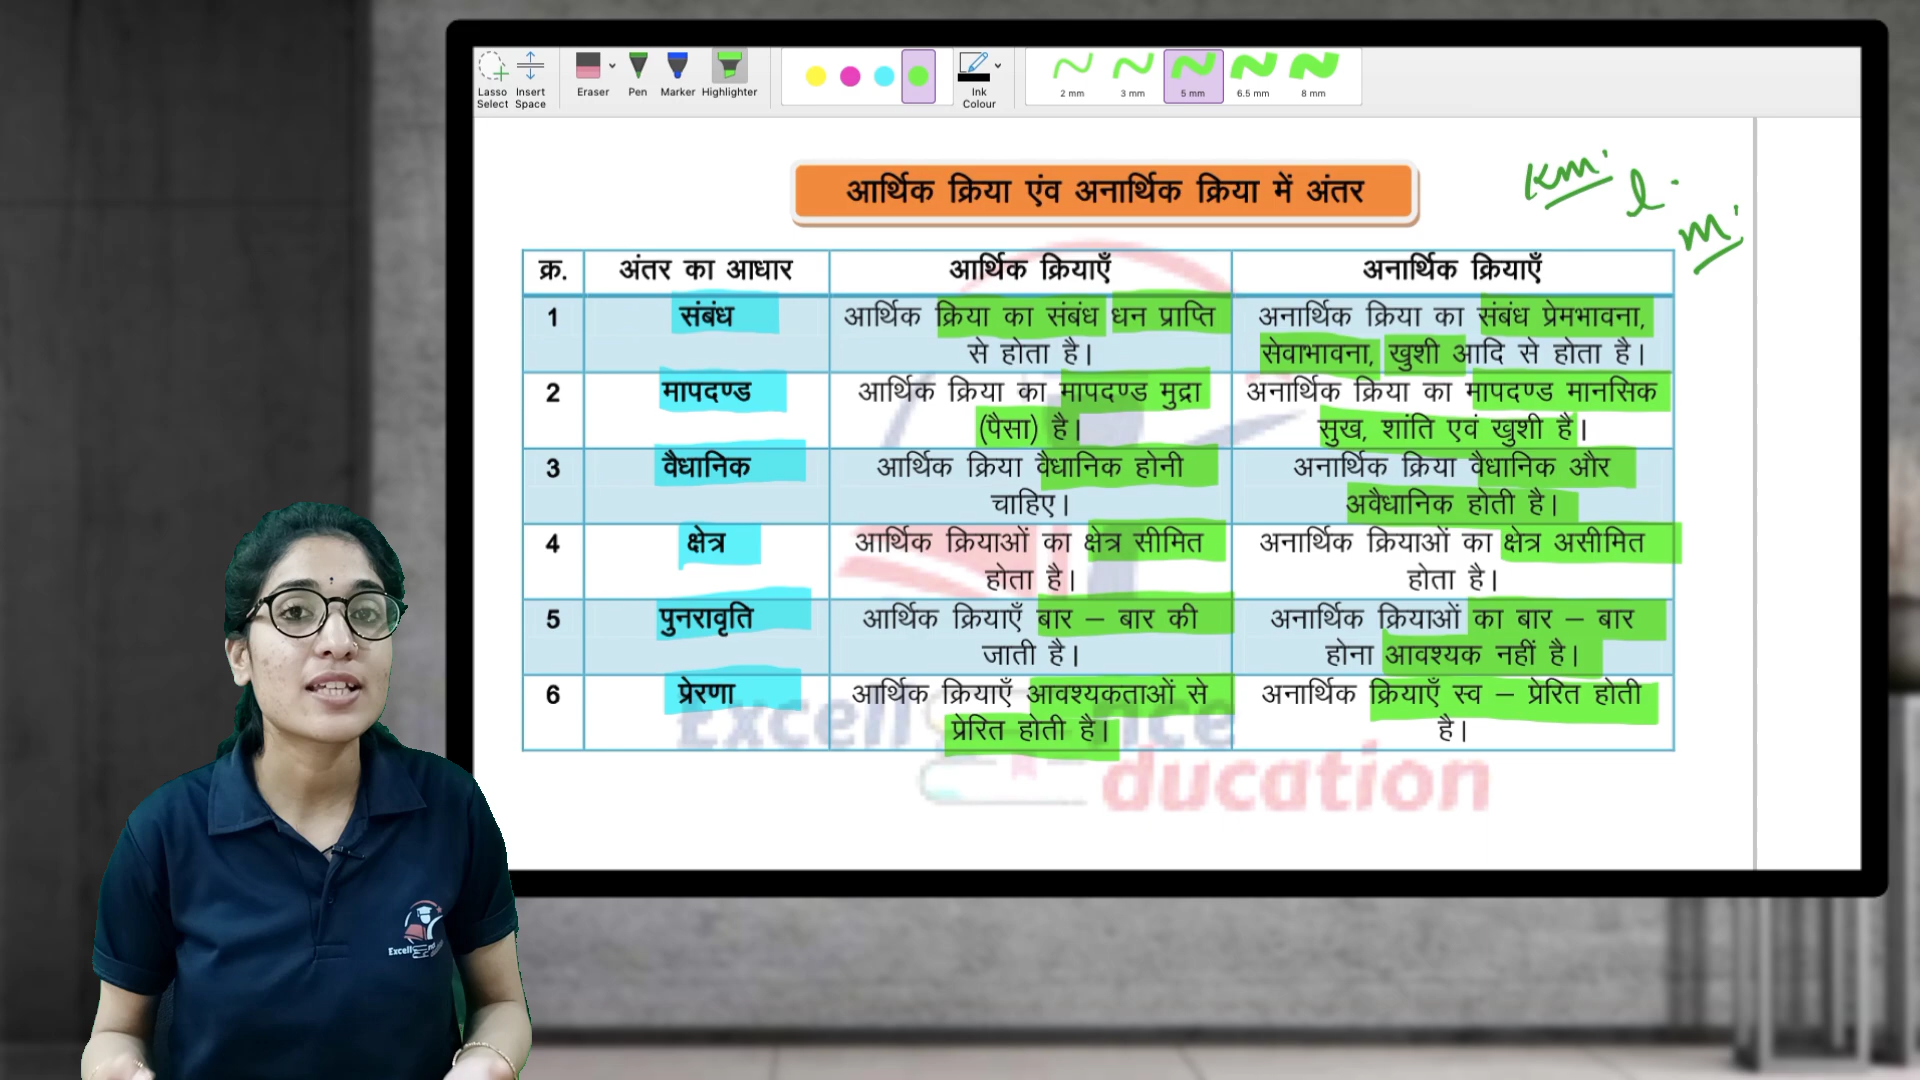 Lasso Select
Insert Space
Eraser
Pen
Marker
Highlighter
Ink Colour
2 mm
3 mm
5 mm
6.5 mm
8 mm
km
l
m
आर्थिक क्रिया एंव अनार्थिक क्रिया में अंतर
क्र. अंतर का आधार आर्थिक क्रियाएँ अनार्थिक क्रियाएँ
1 संबंध आर्थिक क्रिया का संबंध धन प्राप्ति अनार्थिक क्रिया का संबंध प्रेमभावना,
से होता है। सेवाभावना, खुशी आदि से होता है।
2 मापदण्ड आर्थिक क्रिया का मापदण्ड मुद्रा अनार्थिक क्रिया का मापदण्ड मानसिक
(पैसा) है। सुख, शांति एवं खुशी है।
3 वैधानिक आर्थिक क्रिया वैधानिक होनी अनार्थिक क्रिया वैधानिक और
चाहिए। अवैधानिक होती है।
4 क्षेत्र आर्थिक क्रियाओं का क्षेत्र सीमित अनार्थिक क्रियाओं का क्षेत्र असीमित
होता है। होता है।
5 पुनरावृति आर्थिक क्रियाएँ बार – बार की अनार्थिक क्रियाओं का बार – बार
जाती है। होना आवश्यक नहीं है।
6 प्रेरणा आर्थिक क्रियाएँ आवश्यकताओं से अनार्थिक क्रियाएँ स्व – प्रेरित होती
प्रेरित होती है। है।
Excellence
Education